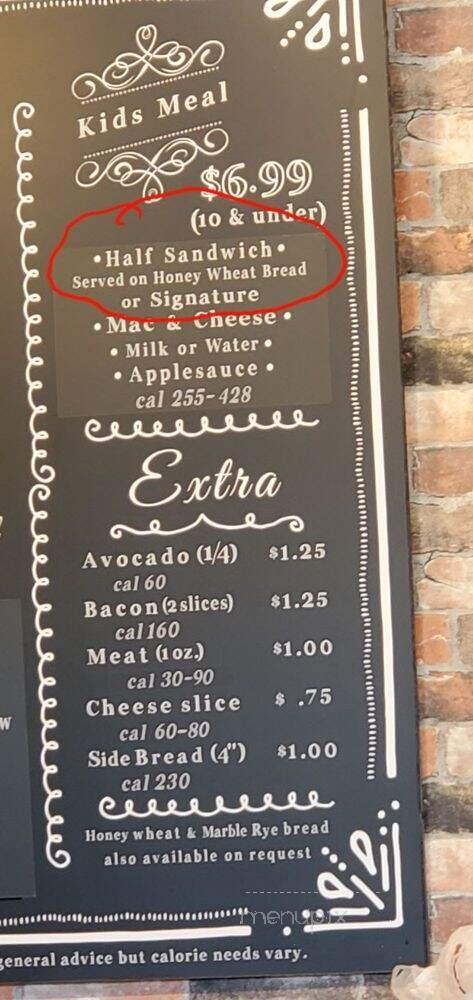 Kids Meal
$6.99
(10 & under)
•Half Sandwich•
Served on Honey Wheat Bread
or Signature
•Mac & Cheese•
• Milk or Water •
• Applesauce •
cal 255-428
Extra
Avocado (1/4) $1.25
cal 60
Bacon (2 slices) $1.25
cal 160
Meat (1oz.) $1.00
cal 30-90
Cheese slice $ .75
cal 60-80
Side Bread (4") $1.00
cal 230
Honey wheat & Marble Rye bread
also available on request
menupix
general advice but calorie needs vary.